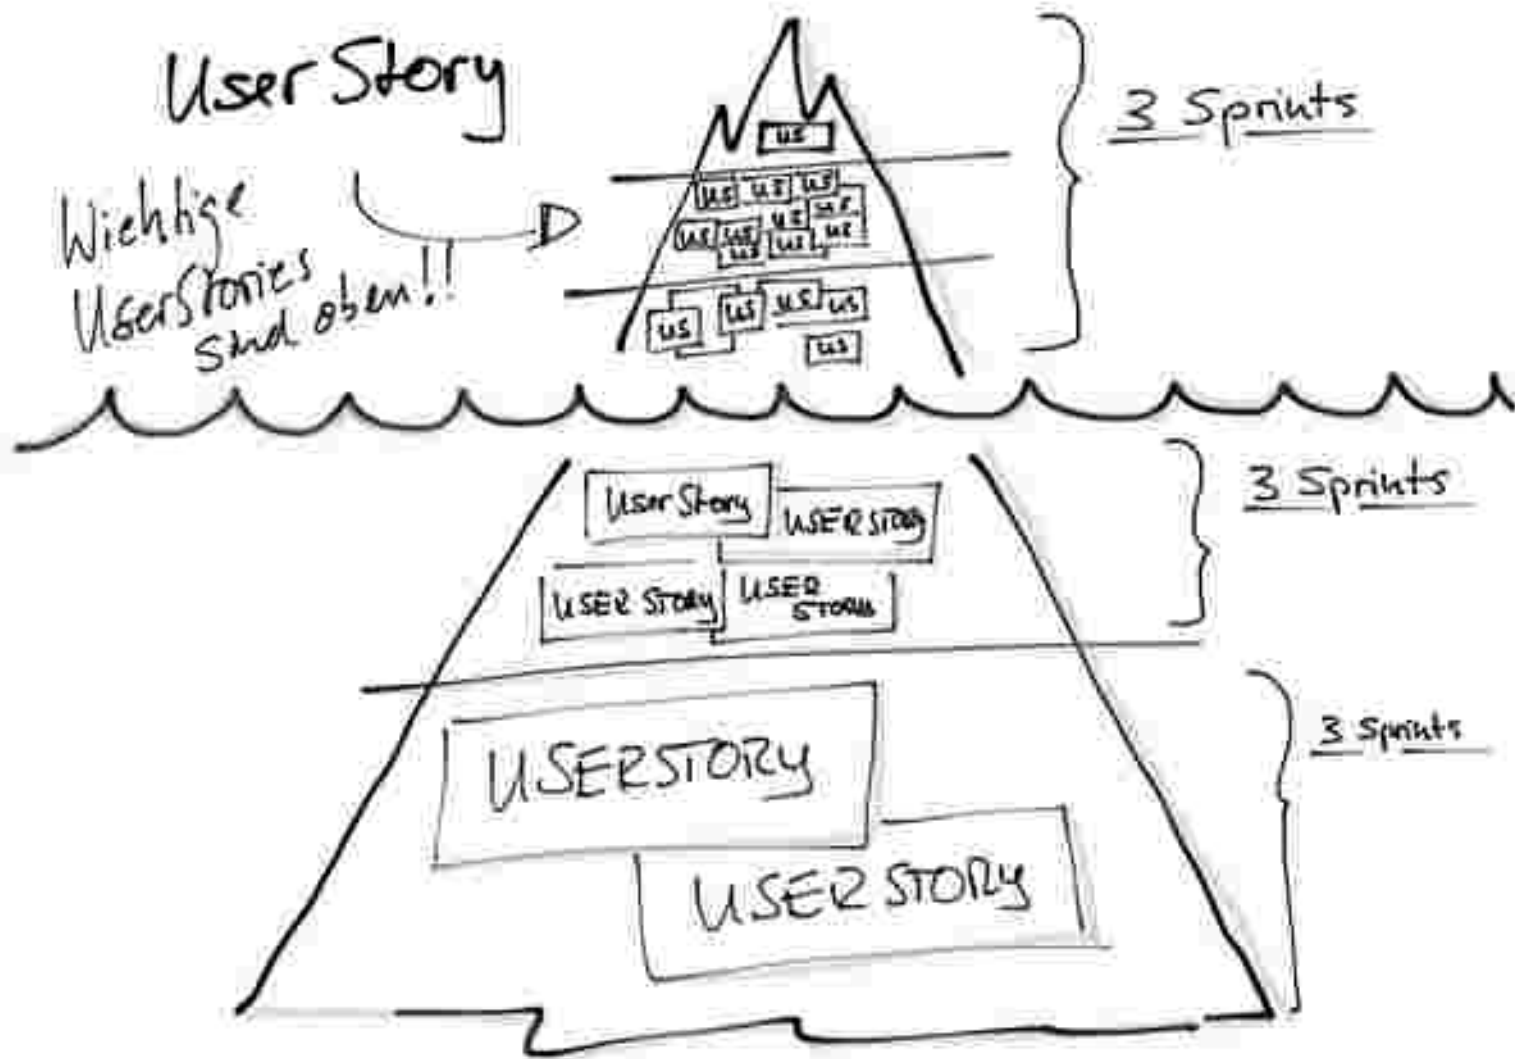 User Story
3 Sprints
Wichtige
UserStories
sind oben!!
us
us us us
us us us us us
us us
us us us us
us
3 Sprints
User Story
USER STORY
USER STORY
USER
STORY
3 Sprints
USERSTORY
USER STORY